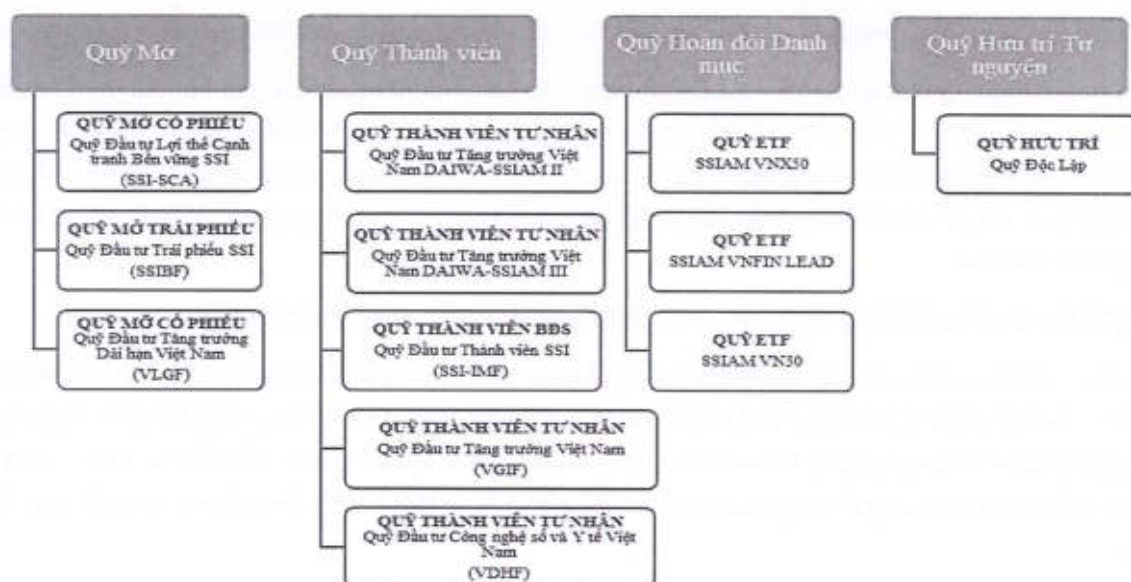 Quỹ Mở
QUỸ MỞ CỔ PHIẾU
Quỹ Đầu tư Lợi thế Cạnh
tranh Bền vững SSI
(SSI-SCA)
QUỸ MỞ TRÁI PHIẾU
Quỹ Đầu tư Trái phiếu SSI
(SSIBF)
QUỸ MỞ CỔ PHIẾU
Quỹ Đầu tư Tăng trưởng
Dài hạn Việt Nam
(VLGF)
Quỹ Thành viên
QUỸ THÀNH VIÊN TƯ NHÂN
Quỹ Đầu tư Tăng trưởng Việt
Nam DAIWA-SSIAM II
QUỸ THÀNH VIÊN TƯ NHÂN
Quỹ Đầu tư Tăng trưởng Việt
Nam DAIWA-SSIAM III
QUỸ THÀNH VIÊN BĐS
Quỹ Đầu tư Thành viên SSI
(SSI-IMF)
QUỸ THÀNH VIÊN TƯ NHÂN
Quỹ Đầu tư Tăng trưởng Việt Nam
(VGIF)
QUỸ THÀNH VIÊN TƯ NHÂN
Quỹ Đầu tư Công nghệ số và Y tế Việt
Nam
(VDHF)
Quỹ Hoán đổi Danh
mục
QUỸ ETF
SSIAM VNX50
QUỸ ETF
SSIAM VNFIN LEAD
QUỸ ETF
SSIAM VN30
Quỹ Hưu trí Tự
nguyện
QUỸ HƯU TRÍ
Quỹ Độc Lập